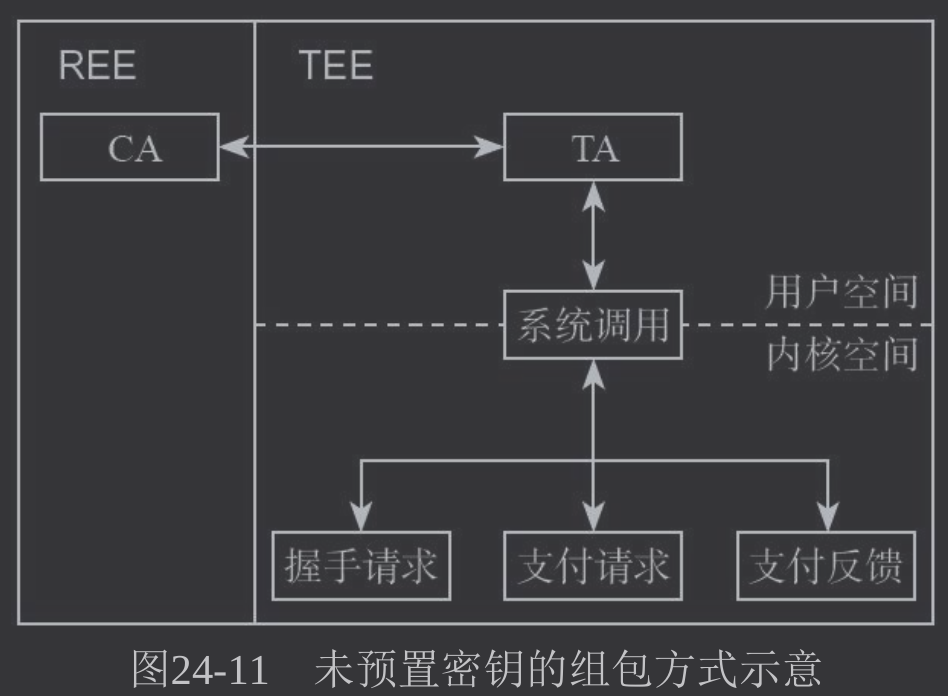 REE
TEE
CA
TA
用户空间
系统调用
内核空间
握手请求
支付请求
支付反馈
图24-11 未预置密钥的组包方式示意